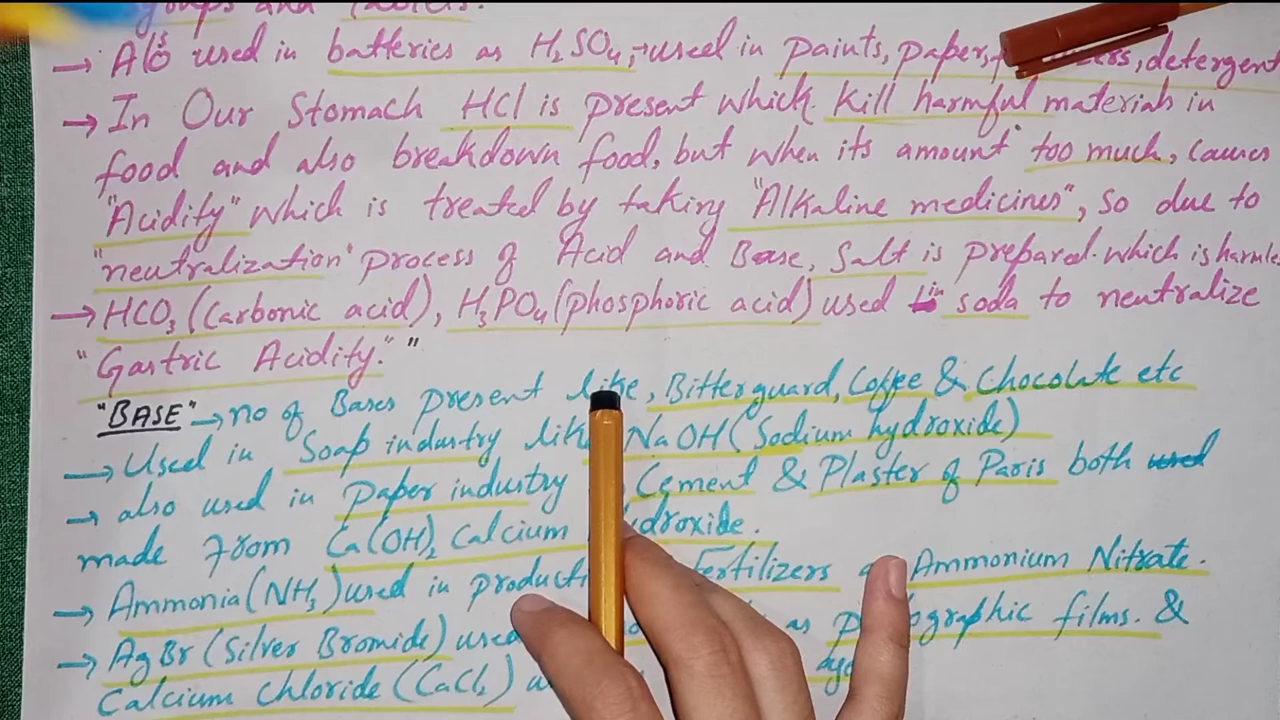 → Also used in batteries as H₂SO₄, → used in paints, paper, detergent
→ In Our Stomach HCl is present which kill harmful materials in
food and also breakdown food, but when its amount too much, causes
"Acidity" which is treated by taking "Alkaline medicines", so due to
"neutralization" process of Acid and Base, Salt is prepared which is
→ HCO₃ (Carbonic acid), H₃PO₄ (phosphoric acid) used in soda to neutralize
"Gastric Acidity." "
"BASE" → no of Bases present like, Bitterguard, Coffee & Chocolate etc
→ Used in Soap industry like NaOH (Sodium hydroxide)
→ also used in paper industry Cement & Plaster of Paris both used
made from Ca(OH)₂ Calcium
→ Ammonia (NH₃) used in Fertilizers Ammonium Nitrate.
→ AgBr (Silver Bromide) used as films. &
Calcium Chloride (CaCl₂)